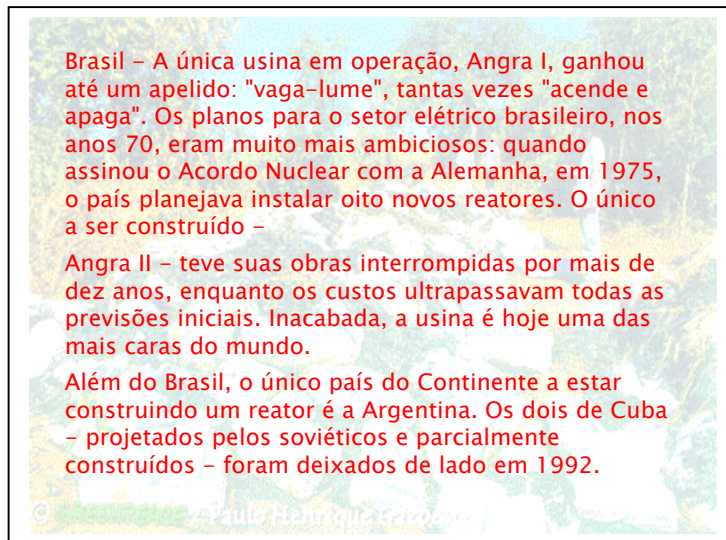 Brasil – A única usina em operação, Angra I, ganhou
até um apelido: "vaga-lume", tantas vezes "acende e
apaga". Os planos para o setor elétrico brasileiro, nos
anos 70, eram muito mais ambiciosos: quando
assinou o Acordo Nuclear com a Alemanha, em 1975,
o país planejava instalar oito novos reatores. O único
a ser construído –
Angra II – teve suas obras interrompidas por mais de
dez anos, enquanto os custos ultrapassavam todas as
previsões iniciais. Inacabada, a usina é hoje uma das
mais caras do mundo.
Além do Brasil, o único país do Continente a estar
construindo um reator é a Argentina. Os dois de Cuba
– projetados pelos soviéticos e parcialmente
construídos – foram deixados de lado em 1992.
© GREENPEACE / Paulo Henrique